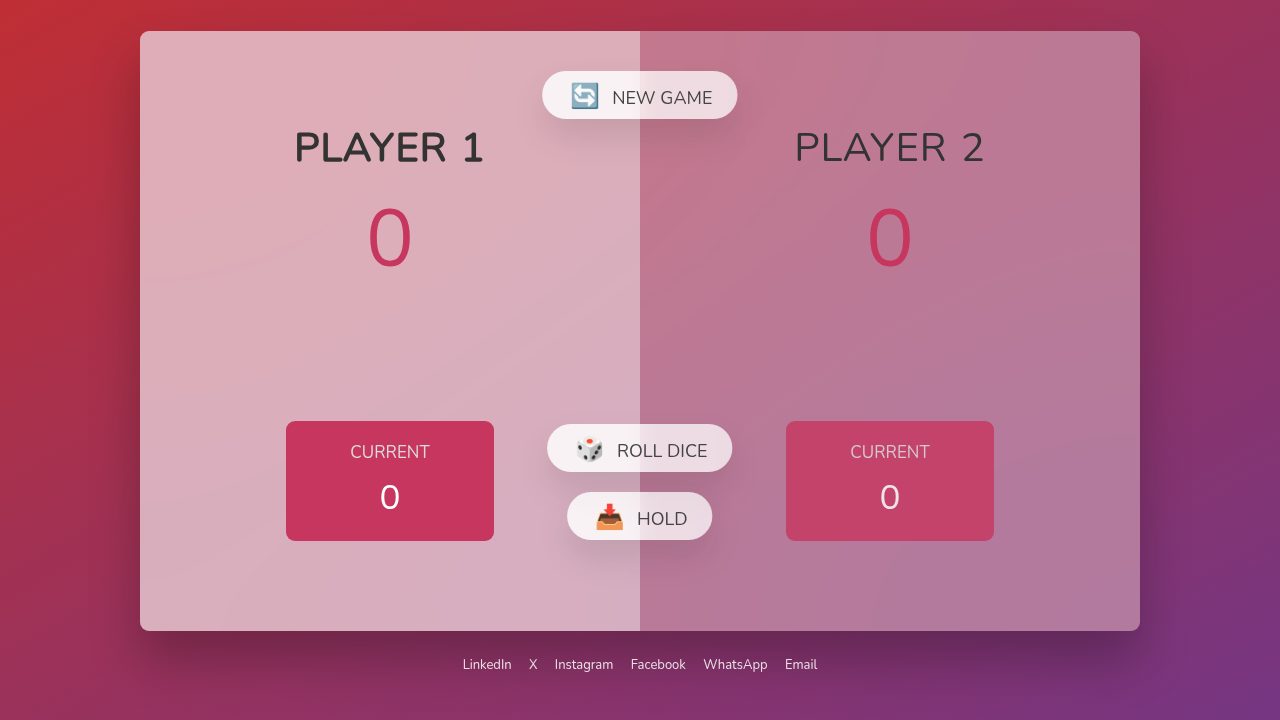 NEW GAME
PLAYER 1
PLAYER 2
0
0
CURRENT
0
ROLL DICE
HOLD
CURRENT
0
LinkedIn X Instagram Facebook WhatsApp Email